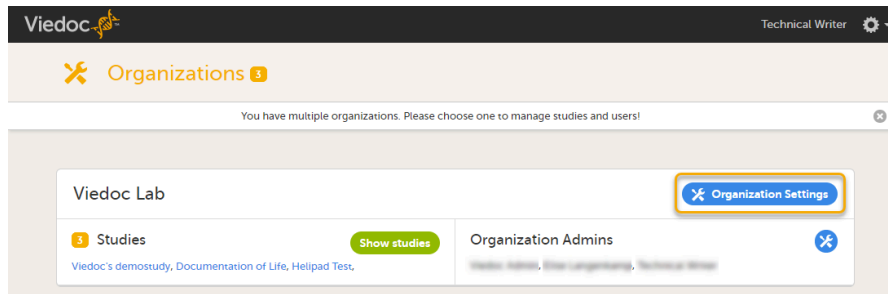 Viedoc
Technical Writer
Organizations 3
You have multiple organizations. Please choose one to manage studies and users!
Viedoc Lab
Organization Settings
3 Studies
Show studies
Organization Admins
Viedoc's demostudy, Documentation of Life, Helipad Test,